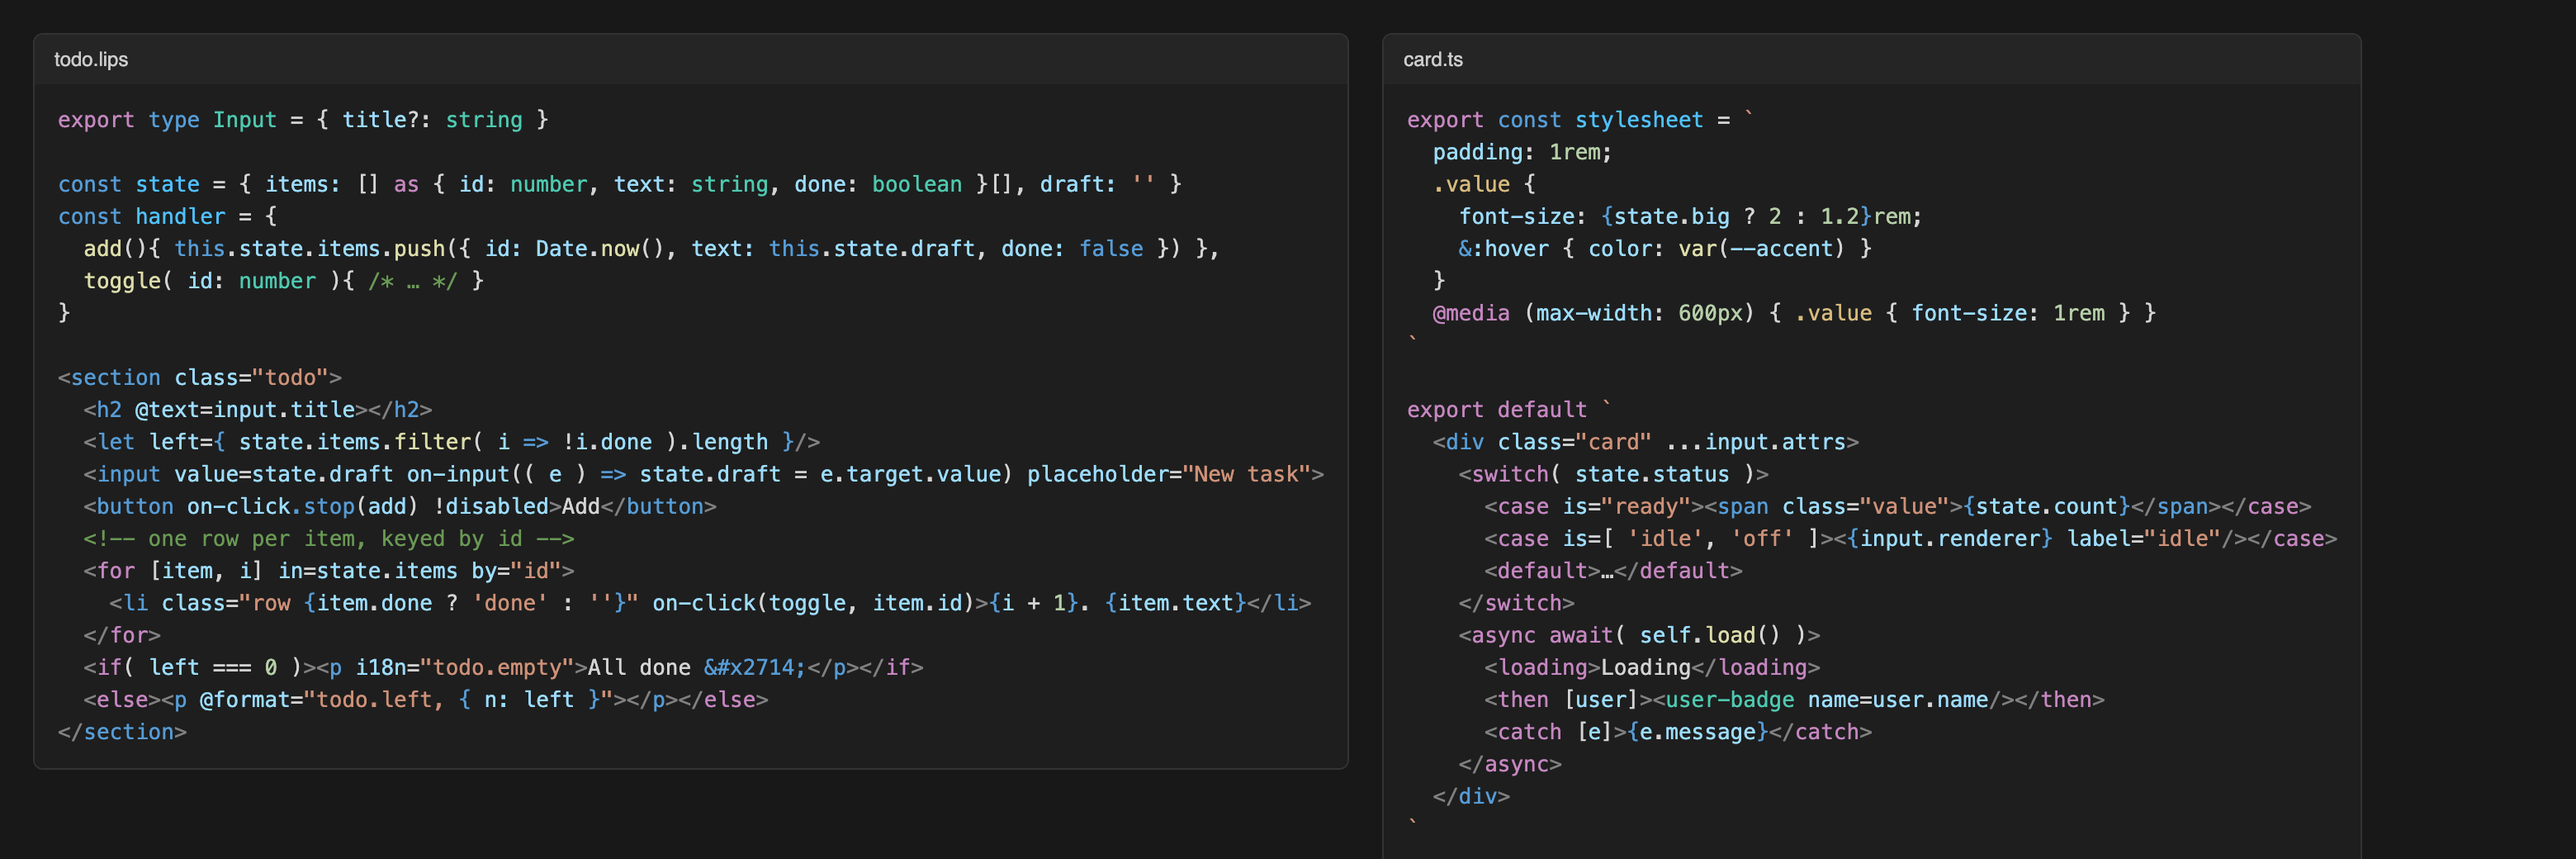 todo.lips
export type Input = { title?: string }
const state = { items: [] as { id: number, text: string, done: boolean }[], draft: '' }
const handler = {
  add(){ this.state.items.push({ id: Date.now(), text: this.state.draft, done: false }) },
  toggle( id: number ){ /* … */ }
}
<section class="todo">
  <h2 @text=input.title></h2>
  <let left={ state.items.filter( i => !i.done ).length }/>
  <input value=state.draft on-input(( e ) => state.draft = e.target.value) placeholder="New task">
  <button on-click.stop(add) !disabled>Add</button>
  <!-- one row per item, keyed by id -->
  <for [item, i] in=state.items by="id">
    <li class="row {item.done ? 'done' : ''}" on-click(toggle, item.id)>{i + 1}. {item.text}</li>
  </for>
  <if( left === 0 )><p i18n="todo.empty">All done &#x2714;</p></if>
  <else><p @format="todo.left, { n: left }"></p></else>
</section>
card.ts
export const stylesheet = `
  padding: 1rem;
  .value {
    font-size: {state.big ? 2 : 1.2}rem;
    &:hover { color: var(--accent) }
  }
  @media (max-width: 600px) { .value { font-size: 1rem } }
`
export default `
  <div class="card" ...input.attrs>
    <switch( state.status )>
      <case is="ready"><span class="value">{state.count}</span></case>
      <case is=[ 'idle', 'off' ]><{input.renderer} label="idle"/></case>
      <default>…</default>
    </switch>
    <async await( self.load() )>
      <loading>Loading</loading>
      <then [user]><user-badge name=user.name/></then>
      <catch [e]>{e.message}</catch>
    </async>
  </div>
`